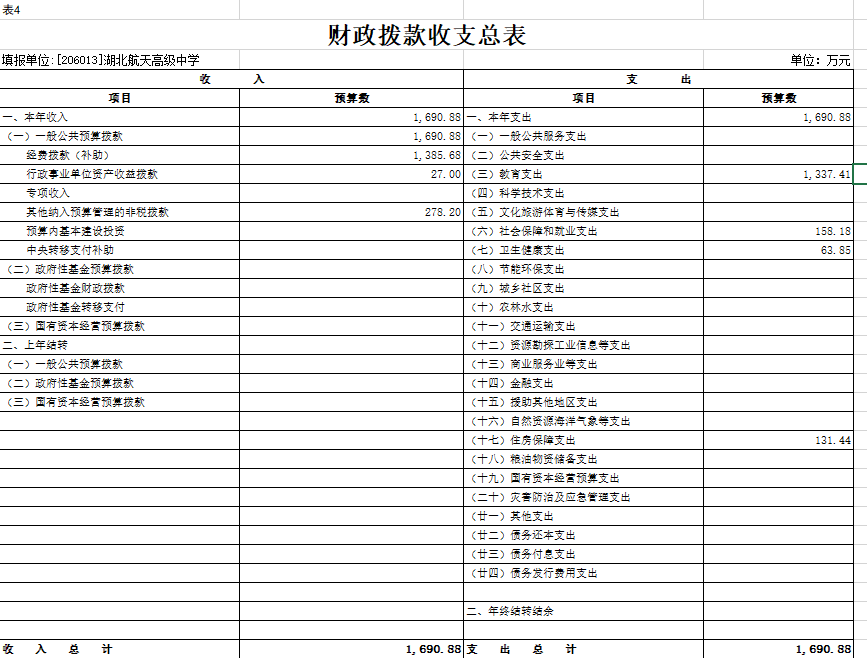 表4
财政拨款收支总表
填报单位:[206013]湖北航天高级中学 单位：万元
收 入 支 出
项目 预算数 项目 预算数
一、本年收入 1,690.88 一、本年支出 1,690.88
（一）一般公共预算拨款 1,690.88 （一）一般公共服务支出
经费拨款（补助） 1,385.68 （二）公共安全支出
行政事业单位资产收益拨款 27.00 （三）教育支出 1,337.41
专项收入 （四）科学技术支出
其他纳入预算管理的非税拨款 278.20 （五）文化旅游体育与传媒支出
预算内基本建设投资 （六）社会保障和就业支出 158.18
中央转移支付补助 （七）卫生健康支出 63.85
（二）政府性基金预算拨款 （八）节能环保支出
政府性基金财政拨款 （九）城乡社区支出
政府性基金转移支付 （十）农林水支出
（三）国有资本经营预算拨款 （十一）交通运输支出
二、上年结转 （十二）资源勘探工业信息等支出
（一）一般公共预算拨款 （十三）商业服务业等支出
（二）政府性基金预算拨款 （十四）金融支出
（三）国有资本经营预算拨款 （十五）援助其他地区支出
（十六）自然资源海洋气象等支出
（十七）住房保障支出 131.44
（十八）粮油物资储备支出
（十九）国有资本经营预算支出
（二十）灾害防治及应急管理支出
（廿一）其他支出
（廿二）债务还本支出
（廿三）债务付息支出
（廿四）债务发行费用支出
二、年终结转结余
收 入 总 计 1,690.88 支 出 总 计 1,690.88